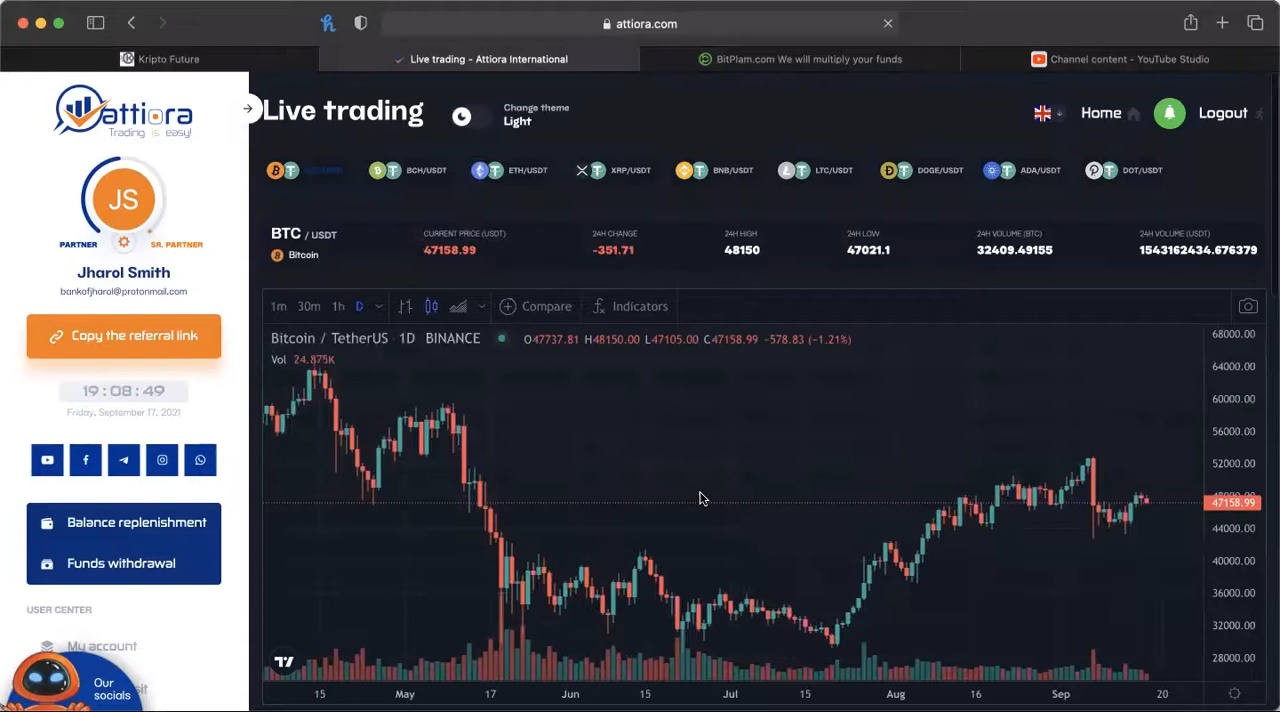 attiora.com
Kripto Future
Live trading - Attiora International
BitPlam.com We will multiply your funds
Channel content - YouTube Studio
attiora
Trading is easy!
JS
PARTNER
SR. PARTNER
Jharol Smith
bankofjharol@protonmail.com
Copy the referral link
19 : 08 : 49
Friday, September 17, 2021
Balance replenishment
Funds withdrawal
USER CENTER
My account
Our
socials
Live trading
Change theme
Light
Home
Logout
BCH/USDT
ETH/USDT
XRP/USDT
BNB/USDT
LTC/USDT
DOGE/USDT
ADA/USDT
DOT/USDT
BTC / USDT
Bitcoin
CURRENT PRICE (USDT)
47158.99
24H CHANGE
-351.71
24H HIGH
48150
24H LOW
47021.1
24H VOLUME (BTC)
32409.49155
24H VOLUME (USDT)
1543162434.676379
1m 30m 1h D
Compare
Indicators
Bitcoin / TetherUS 1D BINANCE
O47737.81 H48150.00 L47105.00 C47158.99 -578.83 (-1.21%)
Vol 24.875K
68000.00
64000.00
60000.00
56000.00
52000.00
47158.99
44000.00
40000.00
36000.00
32000.00
28000.00
15 May 17 Jun 15 Jul 15 Aug 16 Sep 20